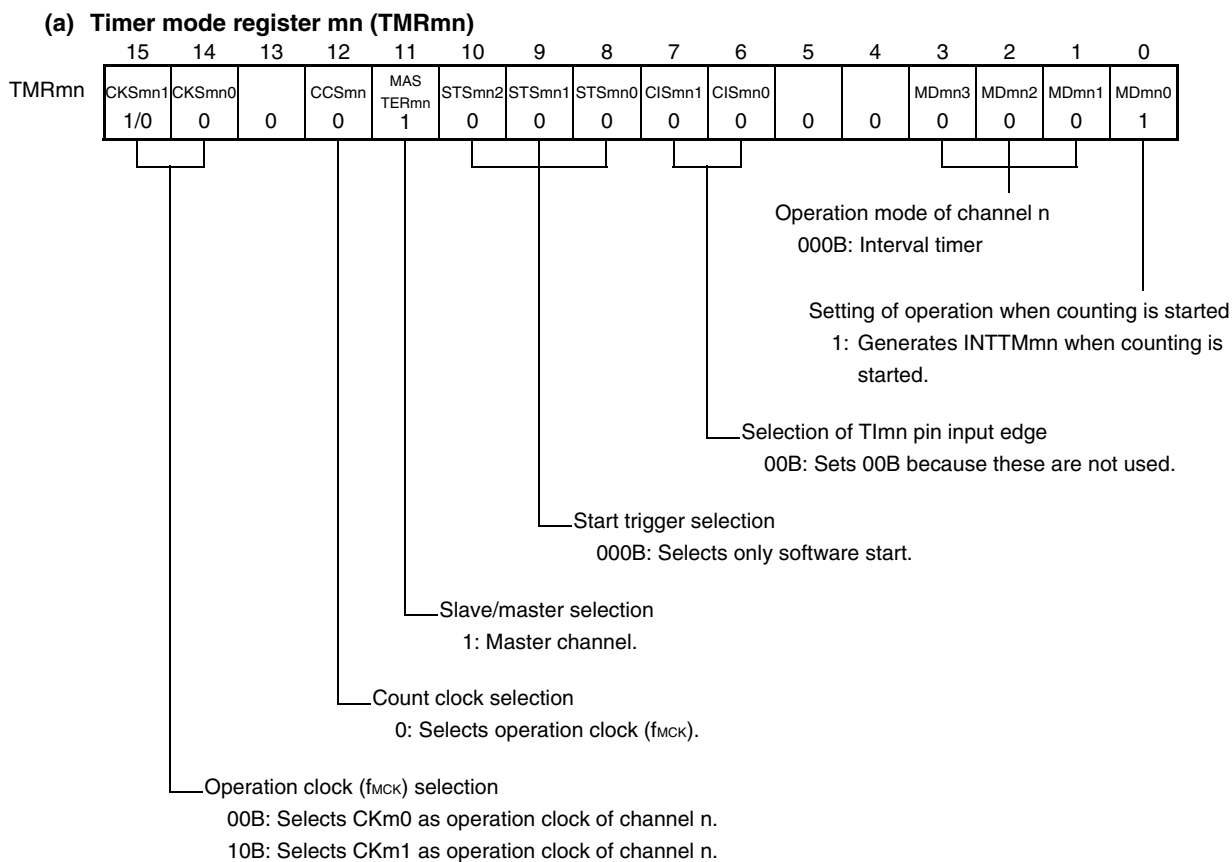 (a) Timer mode register mn (TMRmn)
15 14 13 12 11 10 9 8 7 6 5 4 3 2 1 0
TMRmn CKSmn1 CKSmn0 CCSmn MAS TERmn STSmn2 STSmn1 STSmn0 CISmn1 CISmn0 MDmn3 MDmn2 MDmn1 MDmn0
1/0 0 0 0 1 0 0 0 0 0 0 0 0 0 0 1
Operation mode of channel n
000B: Interval timer
Setting of operation when counting is started
1: Generates INTTMmn when counting is
started.
Selection of TImn pin input edge
00B: Sets 00B because these are not used.
Start trigger selection
000B: Selects only software start.
Slave/master selection
1: Master channel.
Count clock selection
0: Selects operation clock (fMCK).
Operation clock (fMCK) selection
00B: Selects CKm0 as operation clock of channel n.
10B: Selects CKm1 as operation clock of channel n.